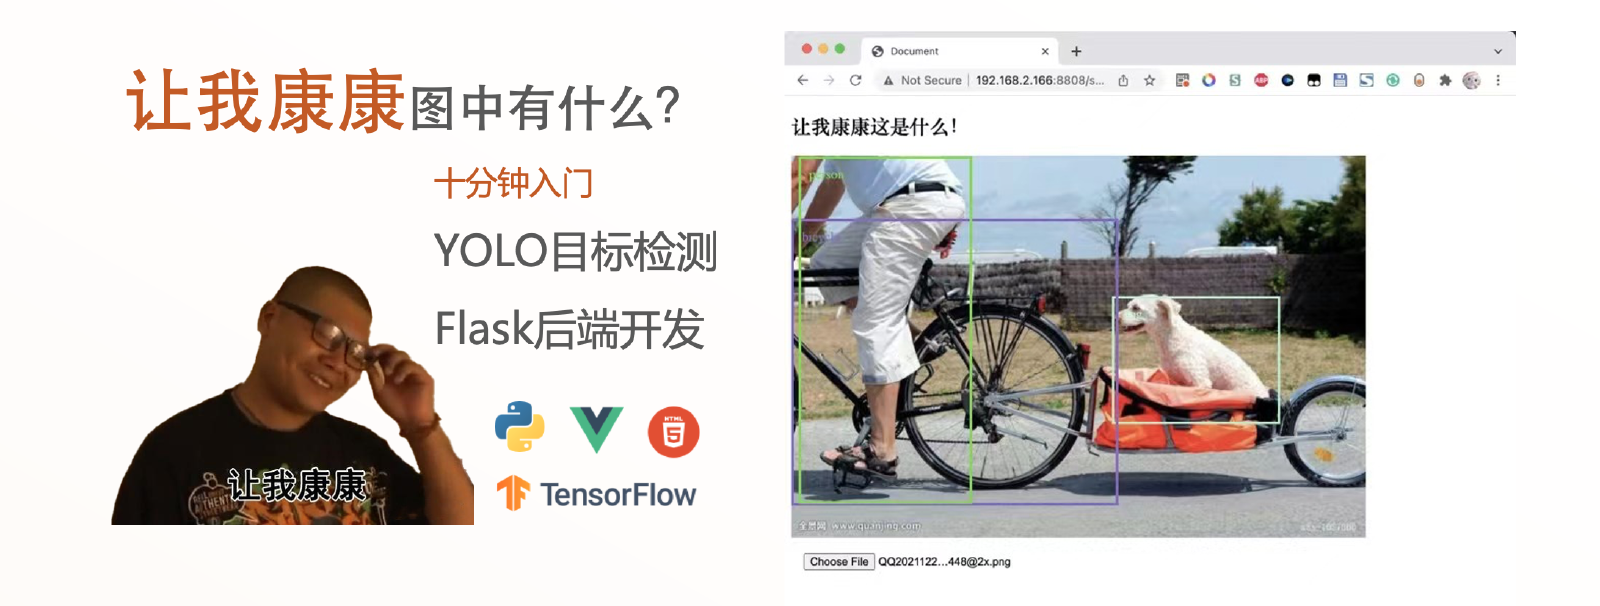 让我康康图中有什么?
十分钟入门
YOLO目标检测
Flask后端开发
HTML
5
TensorFlow
让我康康
Document
Not Secure | 192.168.2.166:8808/s...
ABP
让我康康这是什么!
person
bicycle
全景网 www.quanjing.com
Choose File QQ2021122...448@2x.png